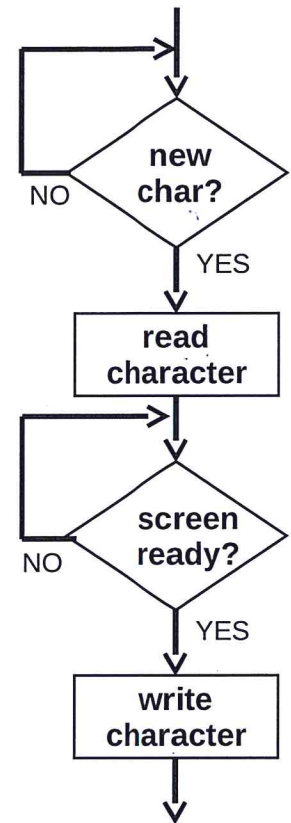 new
char?
NO
YES
read
character
screen
ready?
NO
YES
write
character